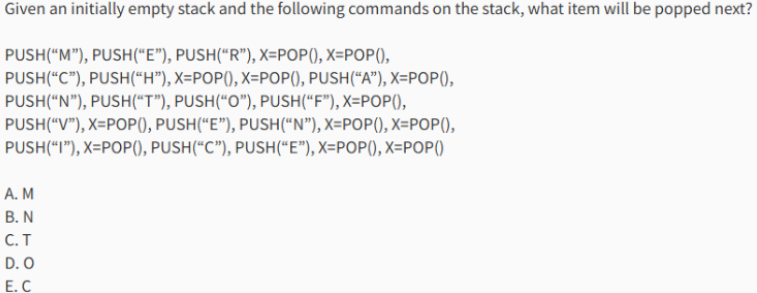 Given an initially empty stack and the following commands on the stack, what item will be popped next?
PUSH(“M”), PUSH(“E”), PUSH(“R”), X=POP(), X=POP(),
PUSH(“C”), PUSH(“H”), X=POP(), X=POP(), PUSH(“A”), X=POP(),
PUSH(“N”), PUSH(“T”), PUSH(“O”), PUSH(“F”), X=POP(),
PUSH(“V”), X=POP(), PUSH(“E”), PUSH(“N”), X=POP(), X=POP(),
PUSH(“I”), X=POP(), PUSH(“C”), PUSH(“E”), X=POP(), X=POP()
A. M
B. N
C. T
D. O
E. C